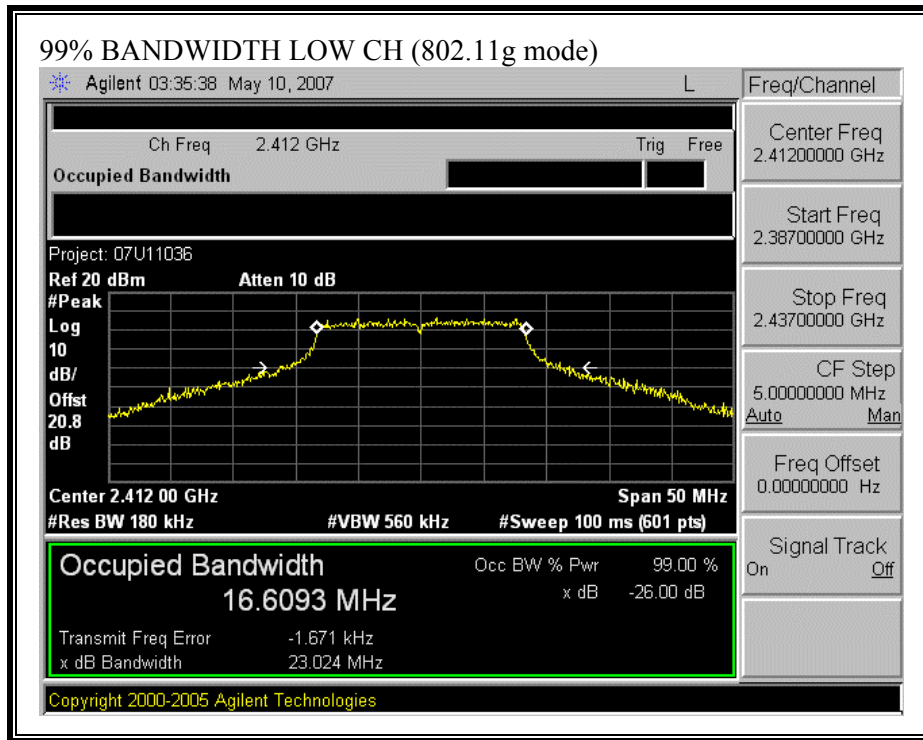 99% BANDWIDTH LOW CH (802.11g mode)
Agilent 03:35:38 May 10, 2007 L
Freq/Channel
Ch Freq 2.412 GHz Trig Free
Occupied Bandwidth
Center Freq
2.41200000 GHz
Start Freq
2.38700000 GHz
Stop Freq
2.43700000 GHz
CF Step
5.00000000 MHz
Auto Man
Freq Offset
0.00000000 Hz
Signal Track
On Off
Project: 07U11036
Ref 20 dBm Atten 10 dB
#Peak
Log
10
dB/
Offst
20.8
dB
Center 2.412 00 GHz Span 50 MHz
#Res BW 180 kHz #VBW 560 kHz #Sweep 100 ms (601 pts)
Occupied Bandwidth Occ BW % Pwr 99.00 %
16.6093 MHz x dB -26.00 dB
Transmit Freq Error -1.671 kHz
x dB Bandwidth 23.024 MHz
Copyright 2000-2005 Agilent Technologies